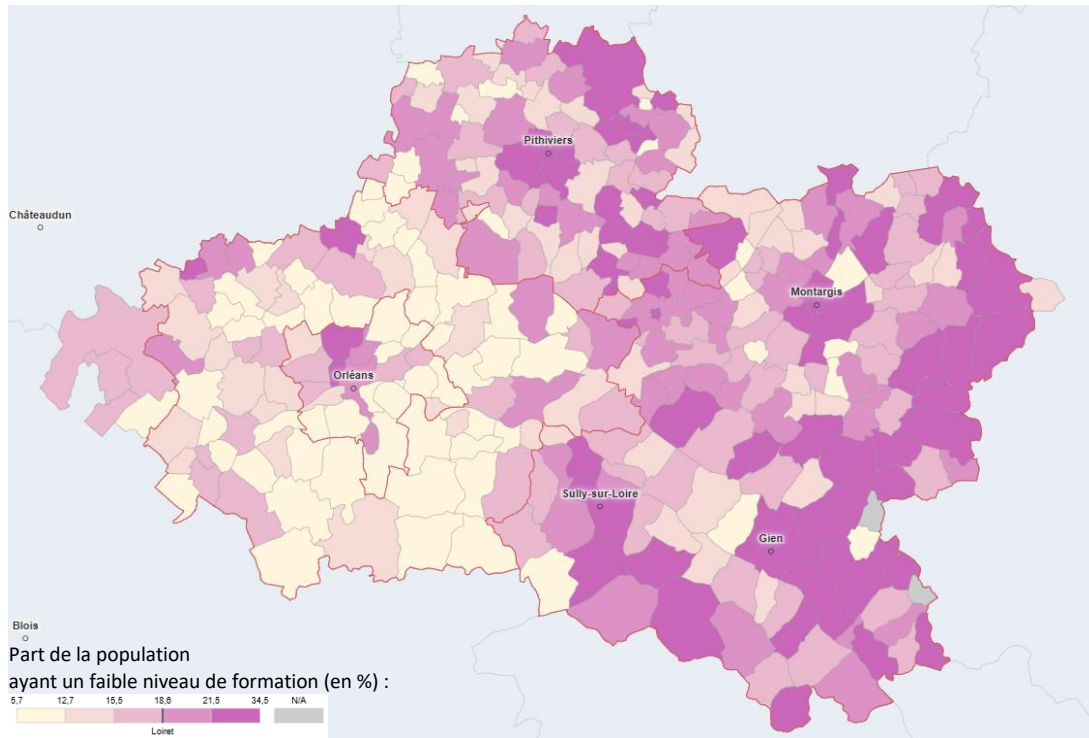 Pithiviers
Châteaudun
Montargis
Orléans
Sully-sur-Loire
Gien
Blois
Part de la population
ayant un faible niveau de formation (en %) :
5,7 12,7 15,5 18,6 21,5 34,5 N/A
Loiret